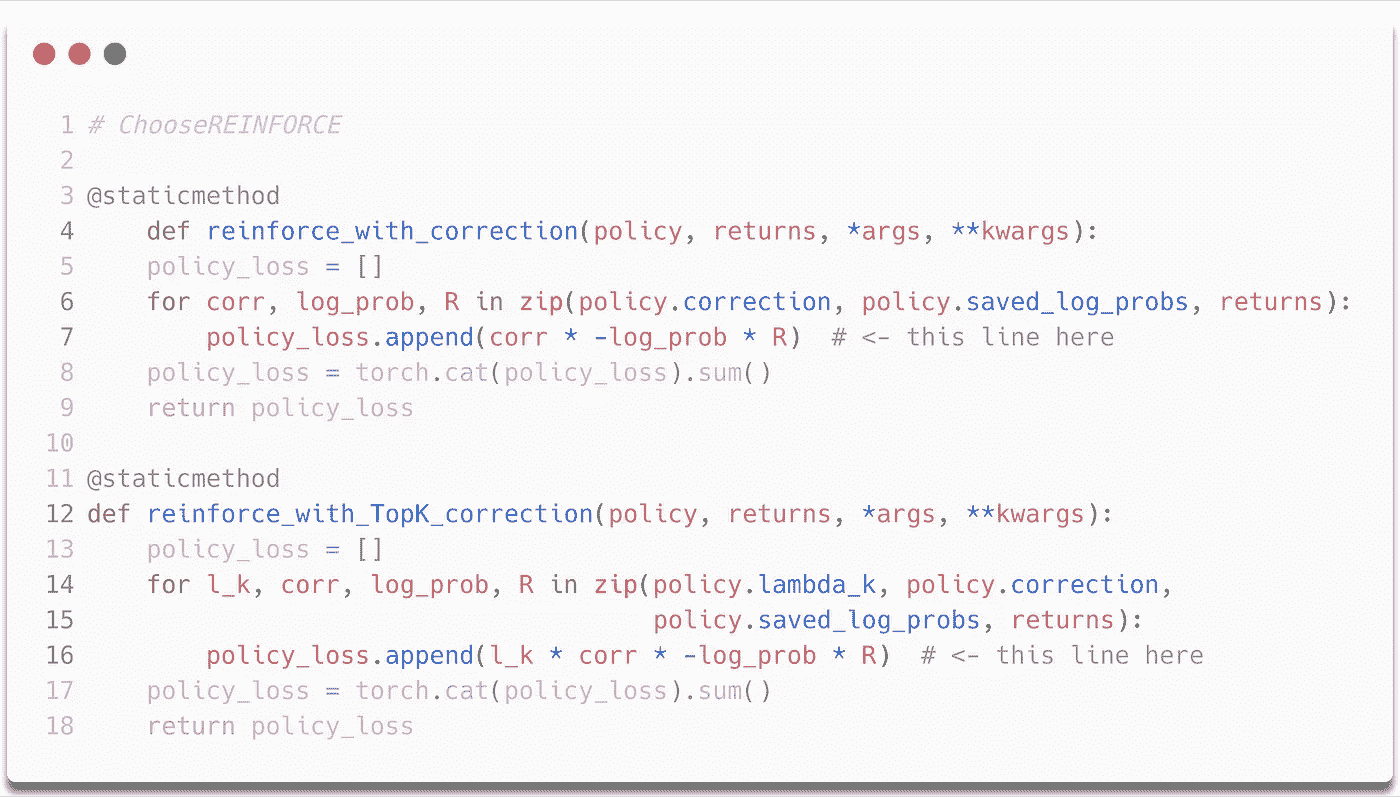 1 # ChooseREINFORCE
2
3 @staticmethod
4     def reinforce_with_correction(policy, returns, *args, **kwargs):
5     policy_loss = []
6     for corr, log_prob, R in zip(policy.correction, policy.saved_log_probs, returns):
7         policy_loss.append(corr * -log_prob * R)  # <- this line here
8     policy_loss = torch.cat(policy_loss).sum()
9     return policy_loss
10
11 @staticmethod
12 def reinforce_with_TopK_correction(policy, returns, *args, **kwargs):
13     policy_loss = []
14     for l_k, corr, log_prob, R in zip(policy.lambda_k, policy.correction,
15                                       policy.saved_log_probs, returns):
16         policy_loss.append(l_k * corr * -log_prob * R)  # <- this line here
17     policy_loss = torch.cat(policy_loss).sum()
18     return policy_loss